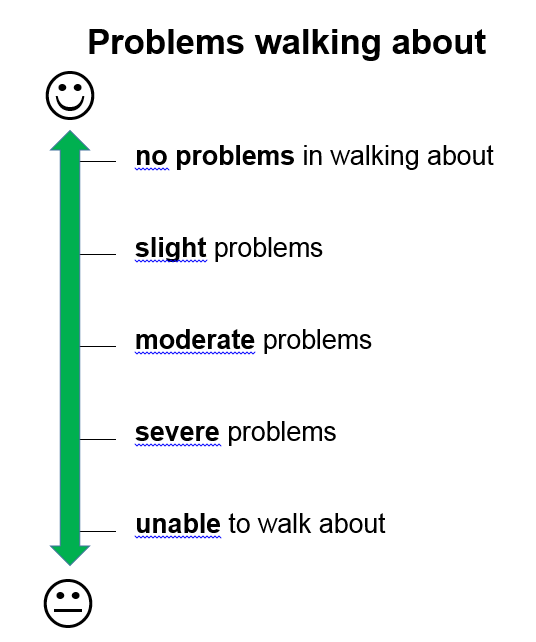 Problems walking about
no problems in walking about
slight problems
moderate problems
severe problems
unable to walk about